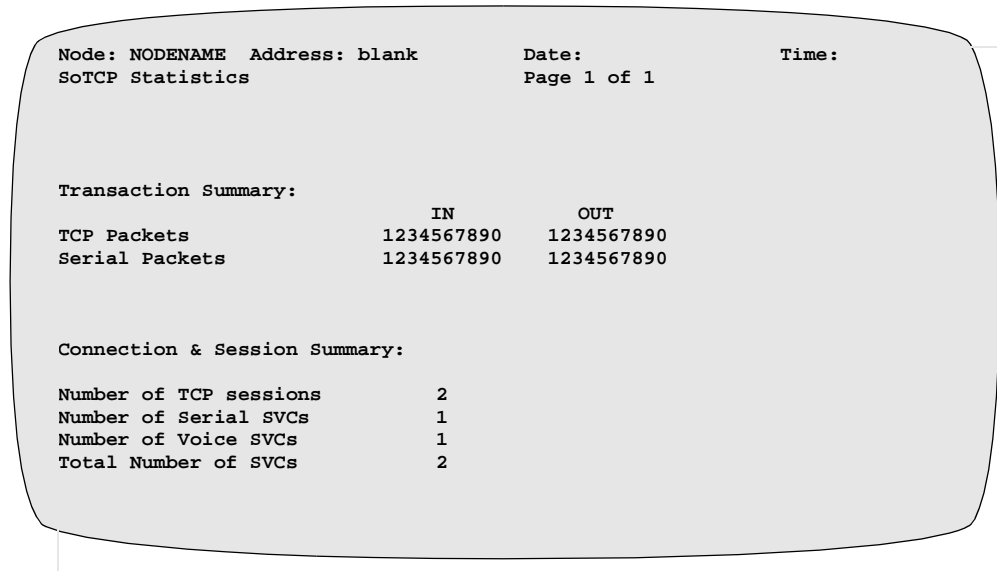 Node: NODENAME Address: blank Date: Time:
SoTCP Statistics Page 1 of 1
Transaction Summary:
IN OUT
TCP Packets 1234567890 1234567890
Serial Packets 1234567890 1234567890
Connection & Session Summary:
Number of TCP sessions 2
Number of Serial SVCs 1
Number of Voice SVCs 1
Total Number of SVCs 2